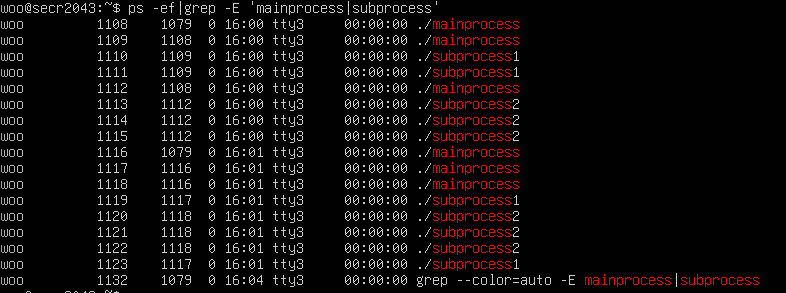 woo@secr2043:~$ ps -ef|grep -E 'mainprocess|subprocess'
woo 1108 1079 0 16:00 tty3 00:00:00 ./mainprocess
woo 1109 1108 0 16:00 tty3 00:00:00 ./mainprocess
woo 1110 1109 0 16:00 tty3 00:00:00 ./subprocess1
woo 1111 1109 0 16:00 tty3 00:00:00 ./subprocess1
woo 1112 1108 0 16:00 tty3 00:00:00 ./mainprocess
woo 1113 1112 0 16:00 tty3 00:00:00 ./subprocess2
woo 1114 1112 0 16:00 tty3 00:00:00 ./subprocess2
woo 1115 1112 0 16:00 tty3 00:00:00 ./subprocess2
woo 1116 1079 0 16:01 tty3 00:00:00 ./mainprocess
woo 1117 1116 0 16:01 tty3 00:00:00 ./mainprocess
woo 1118 1116 0 16:01 tty3 00:00:00 ./mainprocess
woo 1119 1117 0 16:01 tty3 00:00:00 ./subprocess1
woo 1120 1118 0 16:01 tty3 00:00:00 ./subprocess2
woo 1121 1118 0 16:01 tty3 00:00:00 ./subprocess2
woo 1122 1118 0 16:01 tty3 00:00:00 ./subprocess2
woo 1123 1117 0 16:01 tty3 00:00:00 ./subprocess1
woo 1132 1079 0 16:04 tty3 00:00:00 grep --color=auto -E mainprocess|subprocess